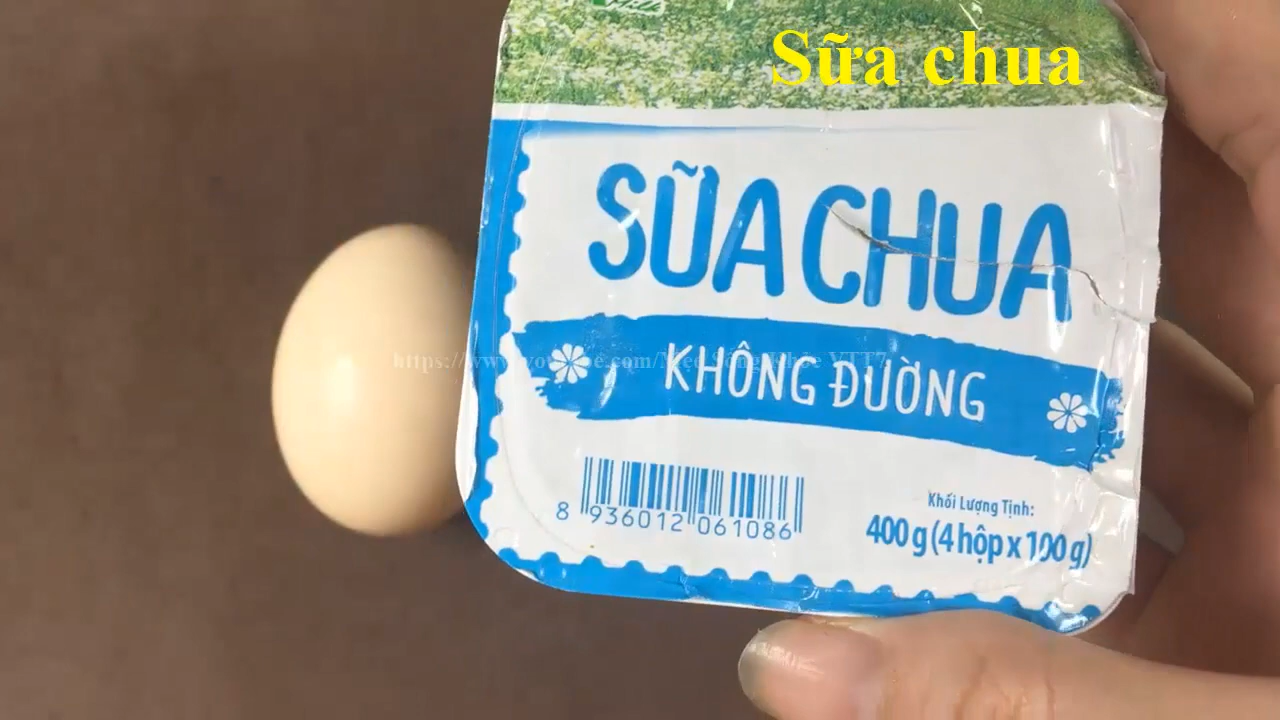 Sữa chua
SỮA CHUA
KHÔNG ĐƯỜNG
8 936012 061086
Khối Lượng Tịnh:
400 g (4 hộp x 100 g)